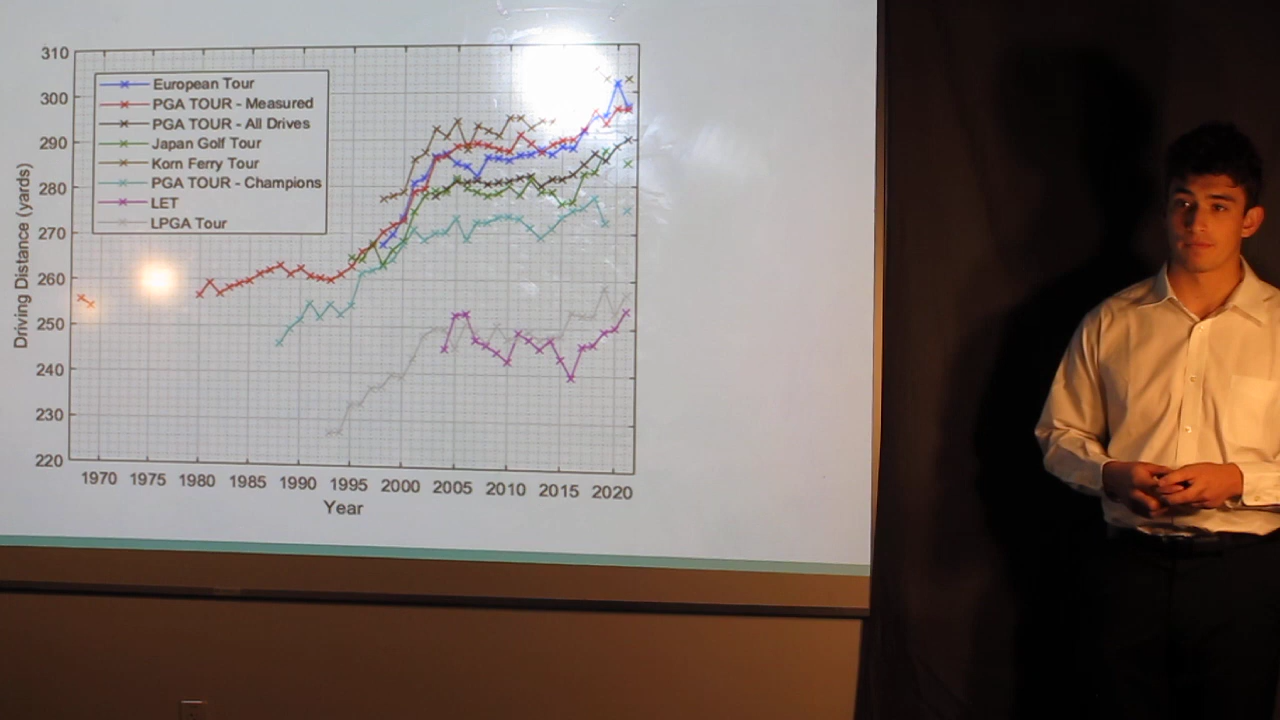 310
300
290
280
270
260
250
240
230
220
Driving Distance (yards)
European Tour
PGA TOUR - Measured
PGA TOUR - All Drives
Japan Golf Tour
Korn Ferry Tour
PGA TOUR - Champions
LET
LPGA Tour
1970 1975 1980 1985 1990 1995 2000 2005 2010 2015 2020
Year